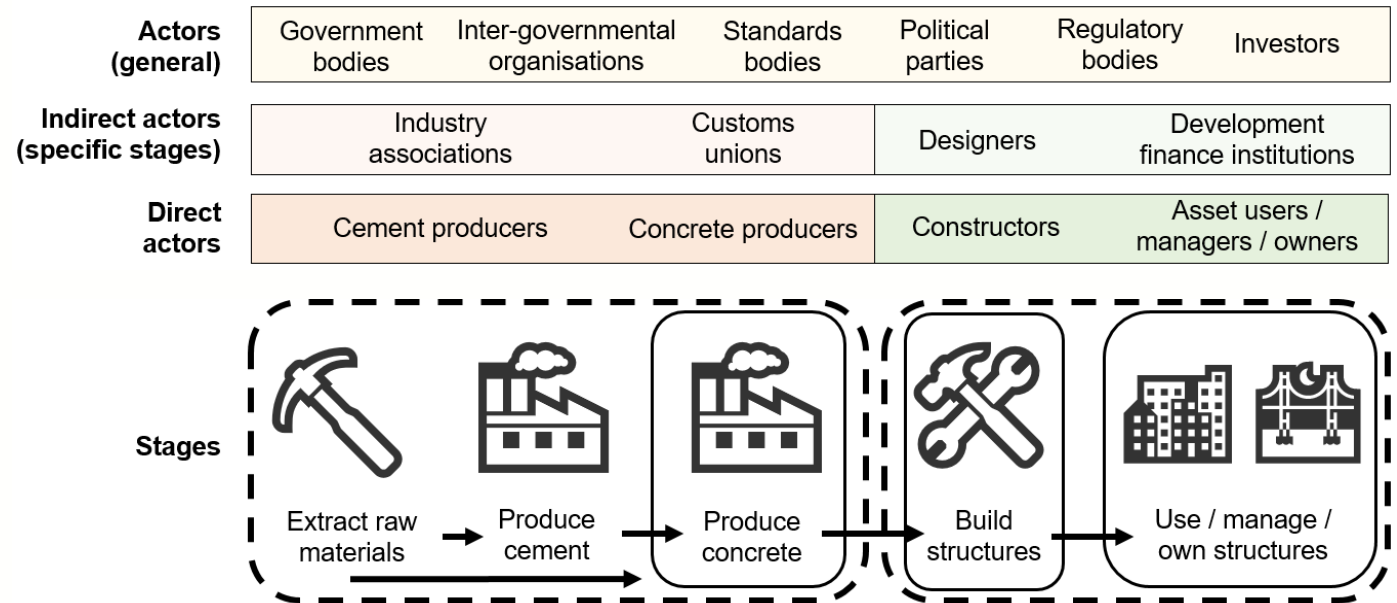 Actors
(general)
Government
bodies
Inter-governmental
organisations
Standards
bodies
Political
parties
Regulatory
bodies
Investors
Indirect actors
(specific stages)
Industry
associations
Customs
unions
Designers
Development
finance institutions
Direct
actors
Cement producers
Concrete producers
Constructors
Asset users /
managers / owners
Stages
Extract raw
materials
Produce
cement
Produce
concrete
Build
structures
Use / manage /
own structures